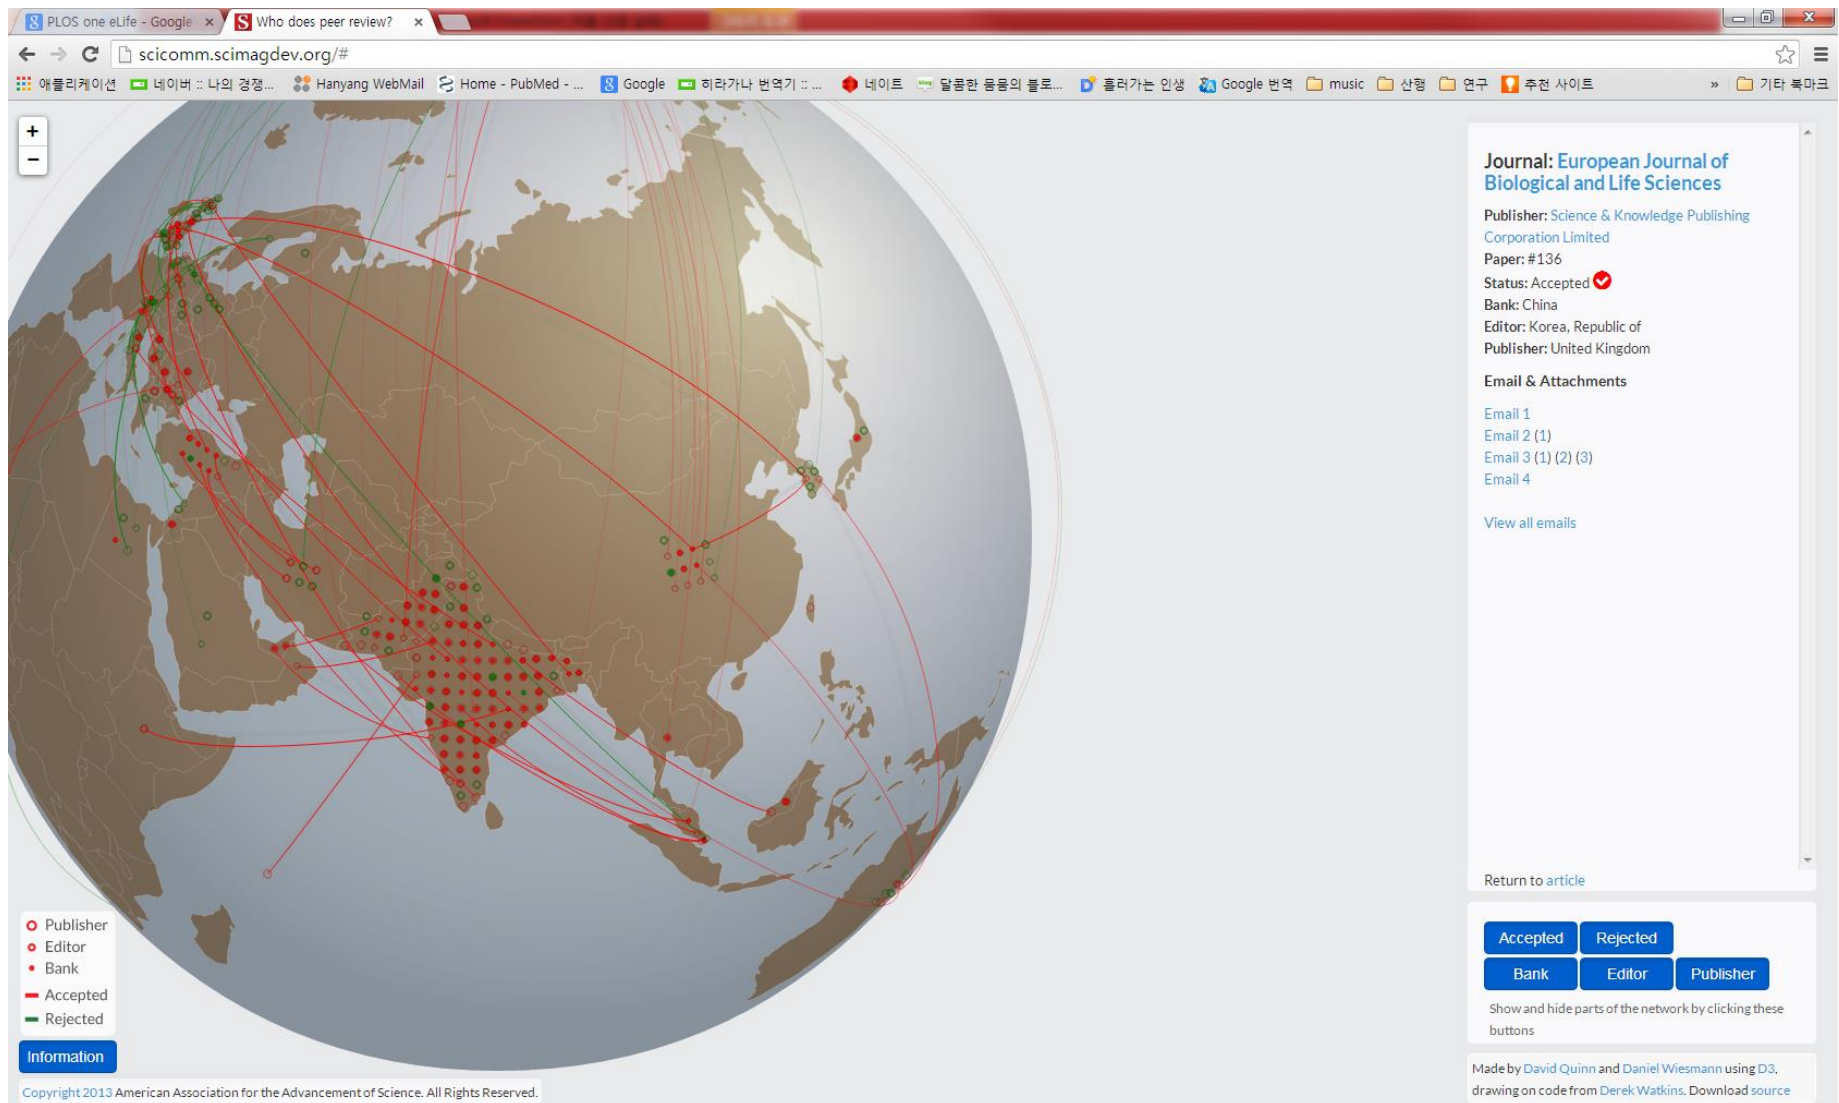 PLOS one eLife - Google
Who does peer review?
scicomm.scimagdev.org/#
애플리케이션 네이버 :: 나의 경쟁... Hanyang WebMail Home - PubMed - ... Google 히라가나 번역기 :: ... 네이트 달콤한 뭉뭉의 블로... 흘러가는 인생 Google 번역 music 산행 연구 추천 사이트 » 기타 북마크
+
−
Journal: European Journal of
Biological and Life Sciences
Publisher: Science & Knowledge Publishing
Corporation Limited
Paper: #136
Status: Accepted
Bank: China
Editor: Korea, Republic of
Publisher: United Kingdom
Email & Attachments
Email 1
Email 2 (1)
Email 3 (1) (2) (3)
Email 4
View all emails
Return to article
Publisher
Editor
Bank
Accepted
Rejected
Information
Accepted Rejected
Bank Editor Publisher
Show and hide parts of the network by clicking these
buttons
Made by David Quinn and Daniel Wiesmann using D3,
drawing on code from Derek Watkins. Download source
Copyright 2013 American Association for the Advancement of Science. All Rights Reserved.